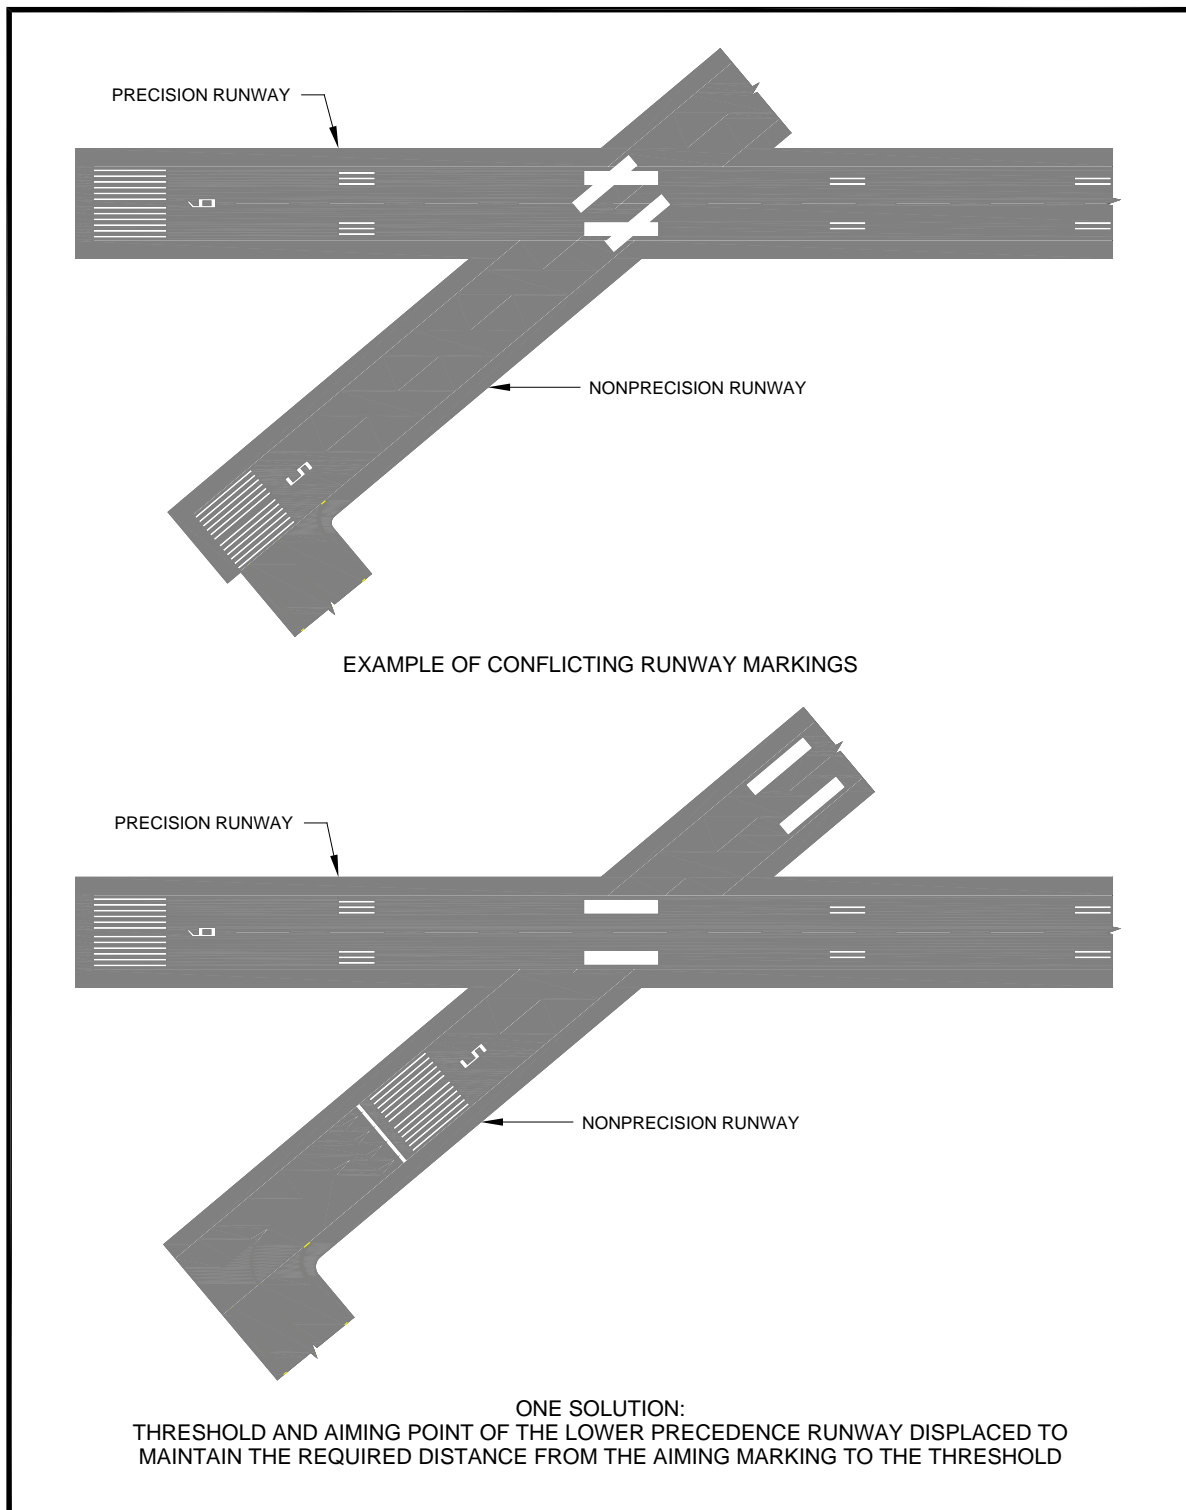 PRECISION RUNWAY
9
NONPRECISION RUNWAY
5
EXAMPLE OF CONFLICTING RUNWAY MARKINGS
PRECISION RUNWAY
9
5
NONPRECISION RUNWAY
ONE SOLUTION:
THRESHOLD AND AIMING POINT OF THE LOWER PRECEDENCE RUNWAY DISPLACED TO
MAINTAIN THE REQUIRED DISTANCE FROM THE AIMING MARKING TO THE THRESHOLD